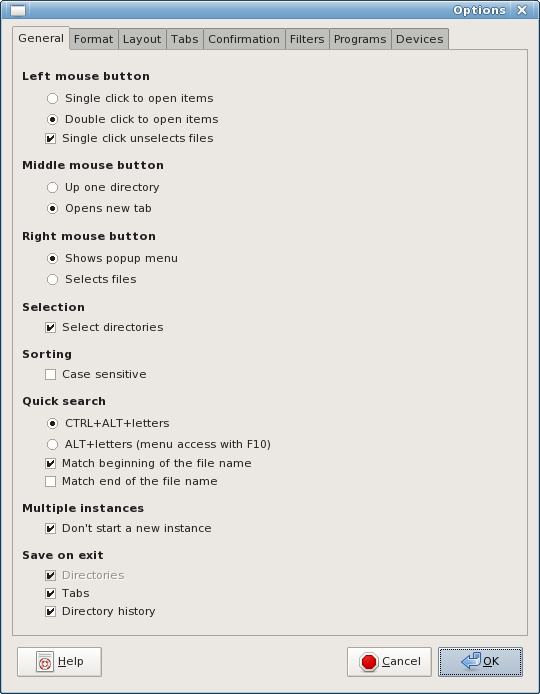 Options
General Format Layout Tabs Confirmation Filters Programs Devices
Left mouse button
Single click to open items
Double click to open items
Single click unselects files
Middle mouse button
Up one directory
Opens new tab
Right mouse button
Shows popup menu
Selects files
Selection
Select directories
Sorting
Case sensitive
Quick search
CTRL+ALT+letters
ALT+letters (menu access with F10)
Match beginning of the file name
Match end of the file name
Multiple instances
Don't start a new instance
Save on exit
Directories
Tabs
Directory history
Help Cancel OK